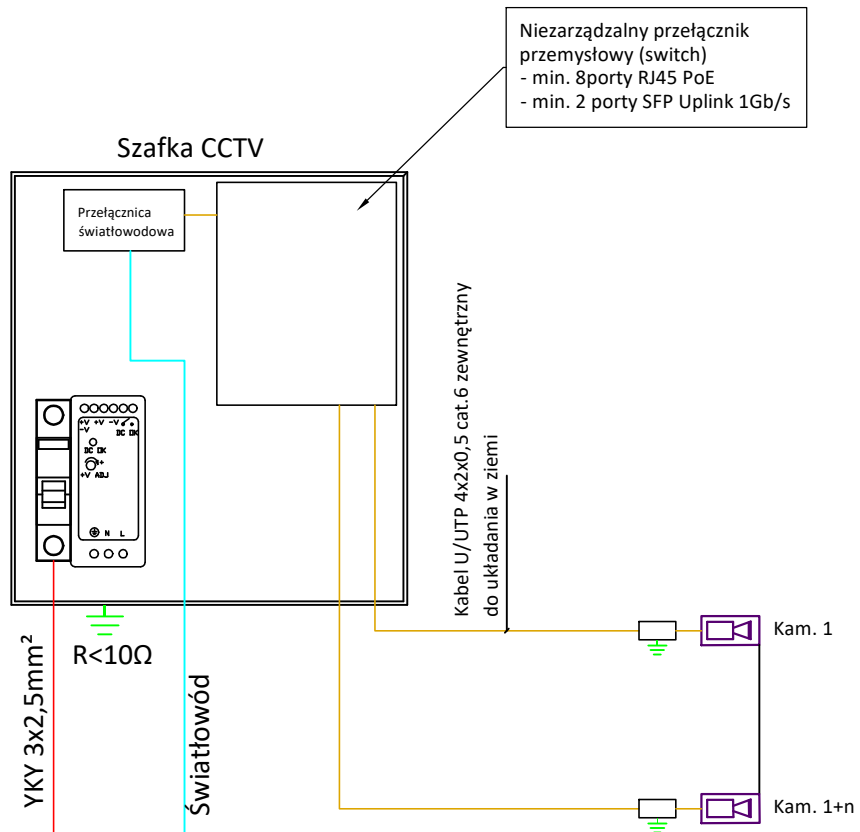 Niezarządzalny przełącznik
przemysłowy (switch)
- min. 8porty RJ45 PoE
- min. 2 porty SFP Uplink 1Gb/s
Szafka CCTV
Przełącznica
światłowodowa
+V +V -V
-V
DC OK
DC OK
+V ADJ
N L
Kabel U/UTP 4x2x0,5 cat.6 zewnętrzny
do układania w ziemi
Kam. 1
R<10Ω
YKY 3x2,5mm²
Światłowód
Kam. 1+n